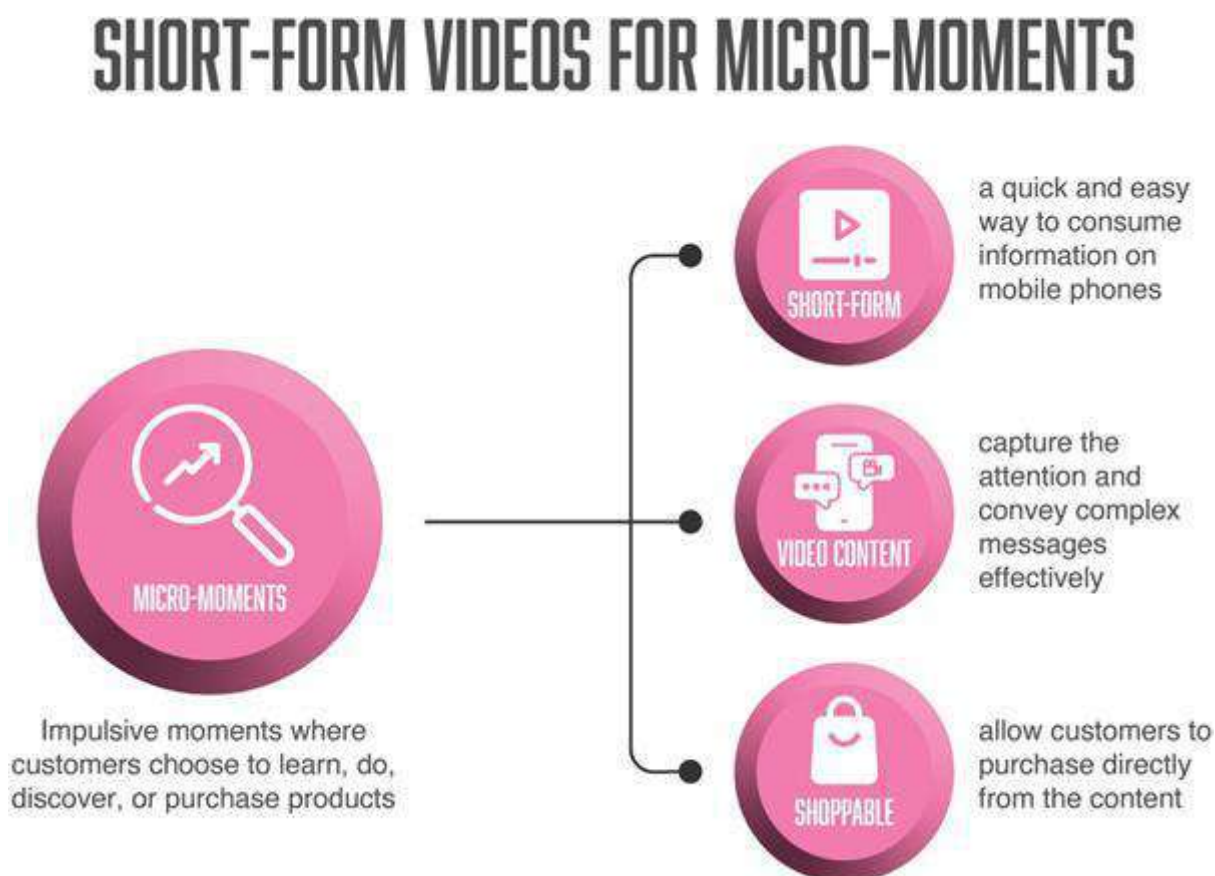 SHORT-FORM VIDEOS FOR MICRO-MOMENTS
MICRO-MOMENTS
Impulsive moments where
customers choose to learn, do,
discover, or purchase products
SHORT-FORM
a quick and easy
way to consume
information on
mobile phones
VIDEO CONTENT
capture the
attention and
convey complex
messages
effectively
SHOPPABLE
allow customers to
purchase directly
from the content